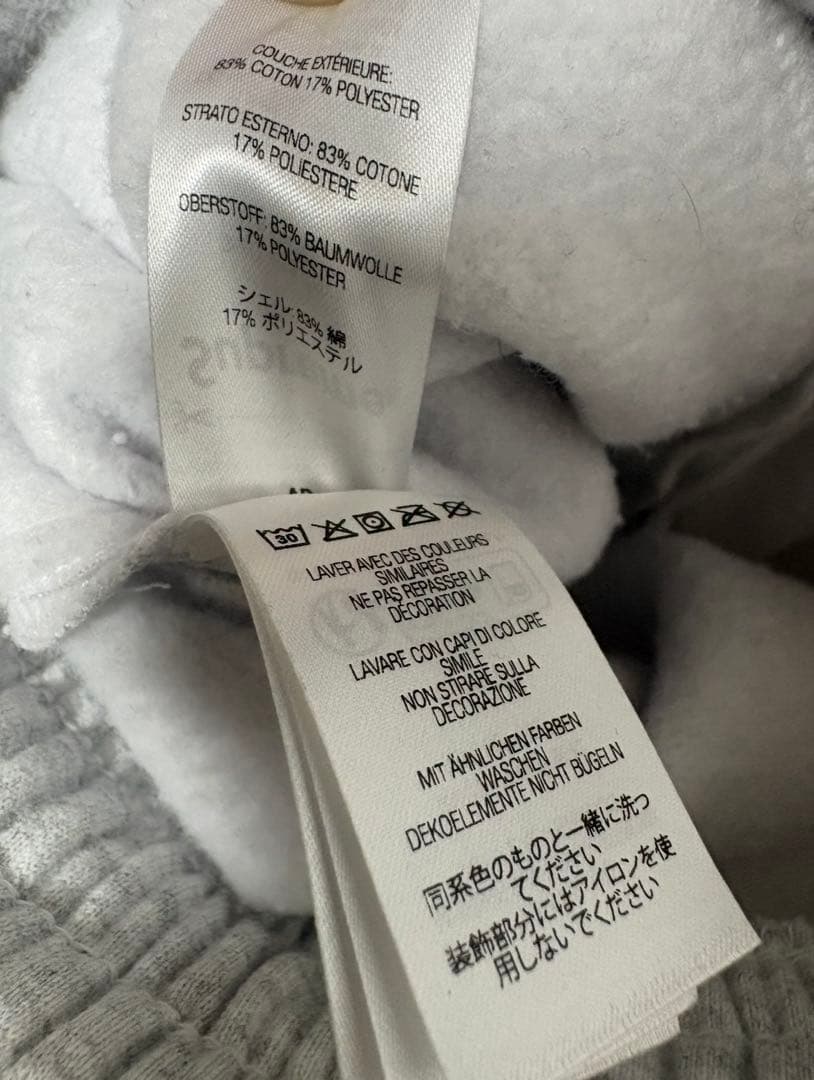 COUCHE EXTÉRIEURE:
83% COTON 17% POLYESTER
STRATO ESTERNO: 83% COTONE
17% POLIESTERE
OBERSTOFF: 83% BAUMWOLLE
17% POLYESTER
シェル: 83% 綿
17% ポリエステル
30
LAVER AVEC DES COULEURS
SIMILAIRES
NE PAS REPASSER LA
DÉCORATION
LAVARE CON CAPI DI COLORE
SIMILE
NON STIRARE SULLA
DECORAZIONE
MIT ÄHNLICHEN FARBEN
WASCHEN
DEKOELEMENTE NICHT BÜGELN
同系色のものと一緒に洗っ
てください
装飾部分にはアイロンを使
用しないでください